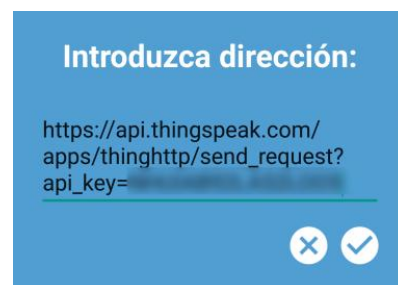 Introduzca dirección:
https://api.thingspeak.com/
apps/thinghttp/send_request?
api_key=